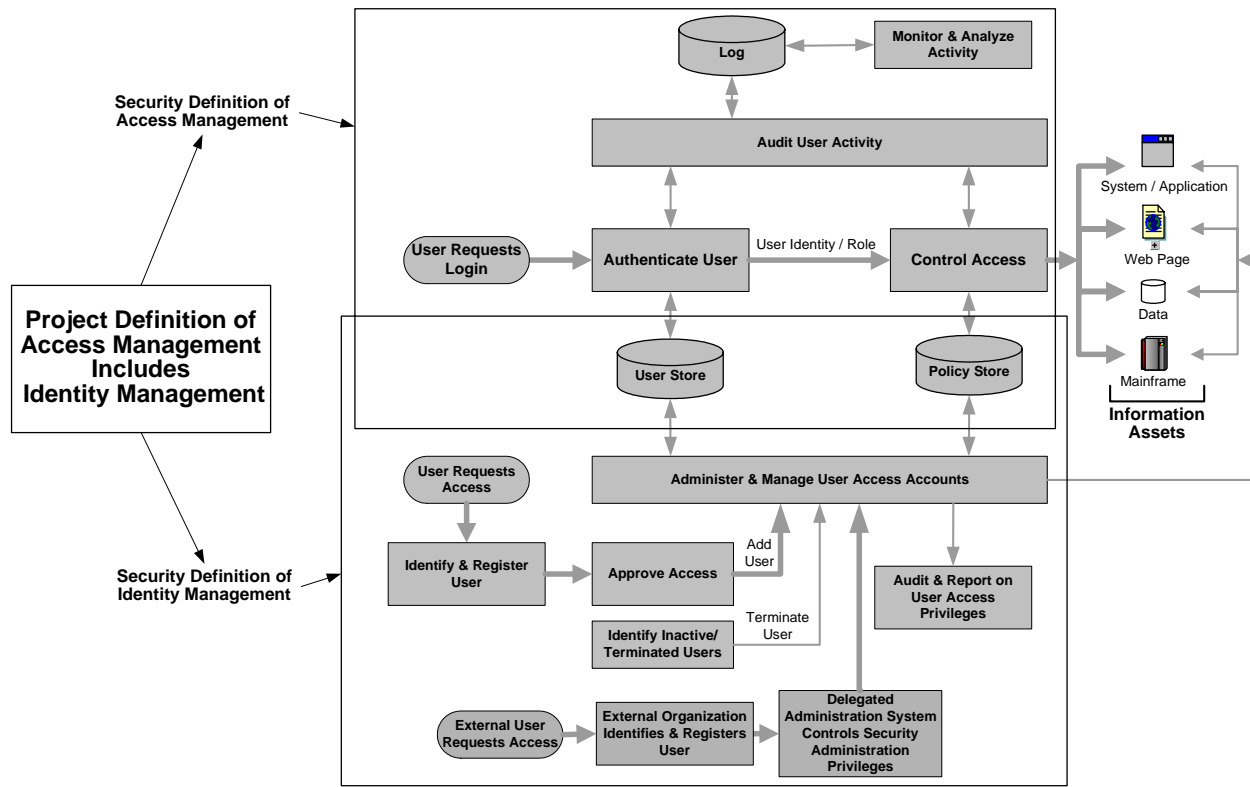 Log
Monitor & Analyze
Activity
Security Definition of
Access Management
Audit User Activity
System / Application
User Requests
Login
Authenticate User
User Identity / Role
Control Access
Web Page
Data
Project Definition of
Access Management
Includes
Identity Management
User Store
Policy Store
Mainframe
Information
Assets
User Requests
Access
Administer & Manage User Access Accounts
Security Definition of
Identity Management
Identify & Register
User
Approve Access
Add
User
Audit & Report on
User Access
Privileges
Identify Inactive/
Terminated Users
Terminate
User
External User
Requests Access
External Organization
Identifies & Registers
User
Delegated
Administration System
Controls Security
Administration
Privileges